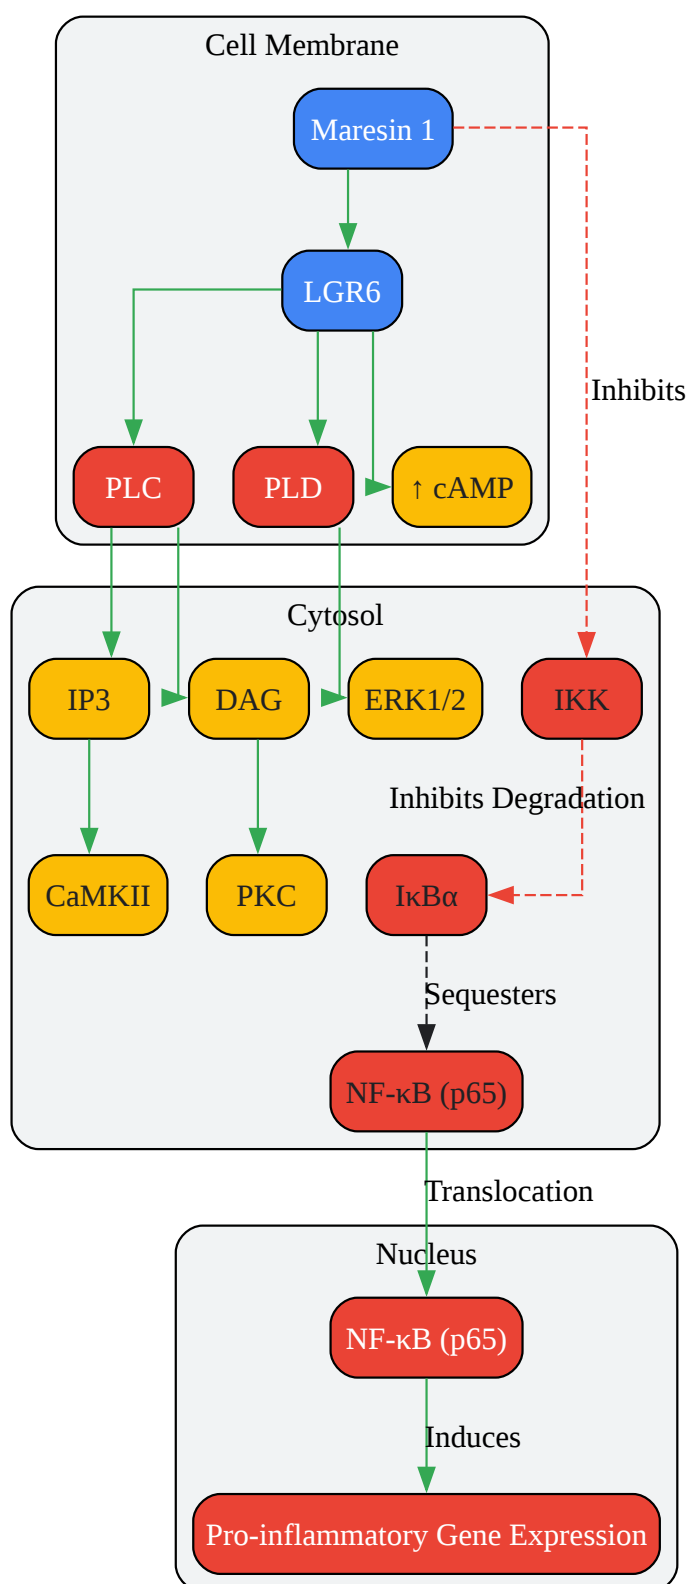 Cell Membrane
Maresin 1
LGR6
Inhibits
PLC
PLD
↑ cAMP
Cytosol
IP3
DAG
ERK1/2
IKK
Inhibits Degradation
CaMKII
PKC
IκBα
Sequesters
NF-κB (p65)
Translocation
Nucleus
NF-κB (p65)
Induces
Pro-inflammatory Gene Expression